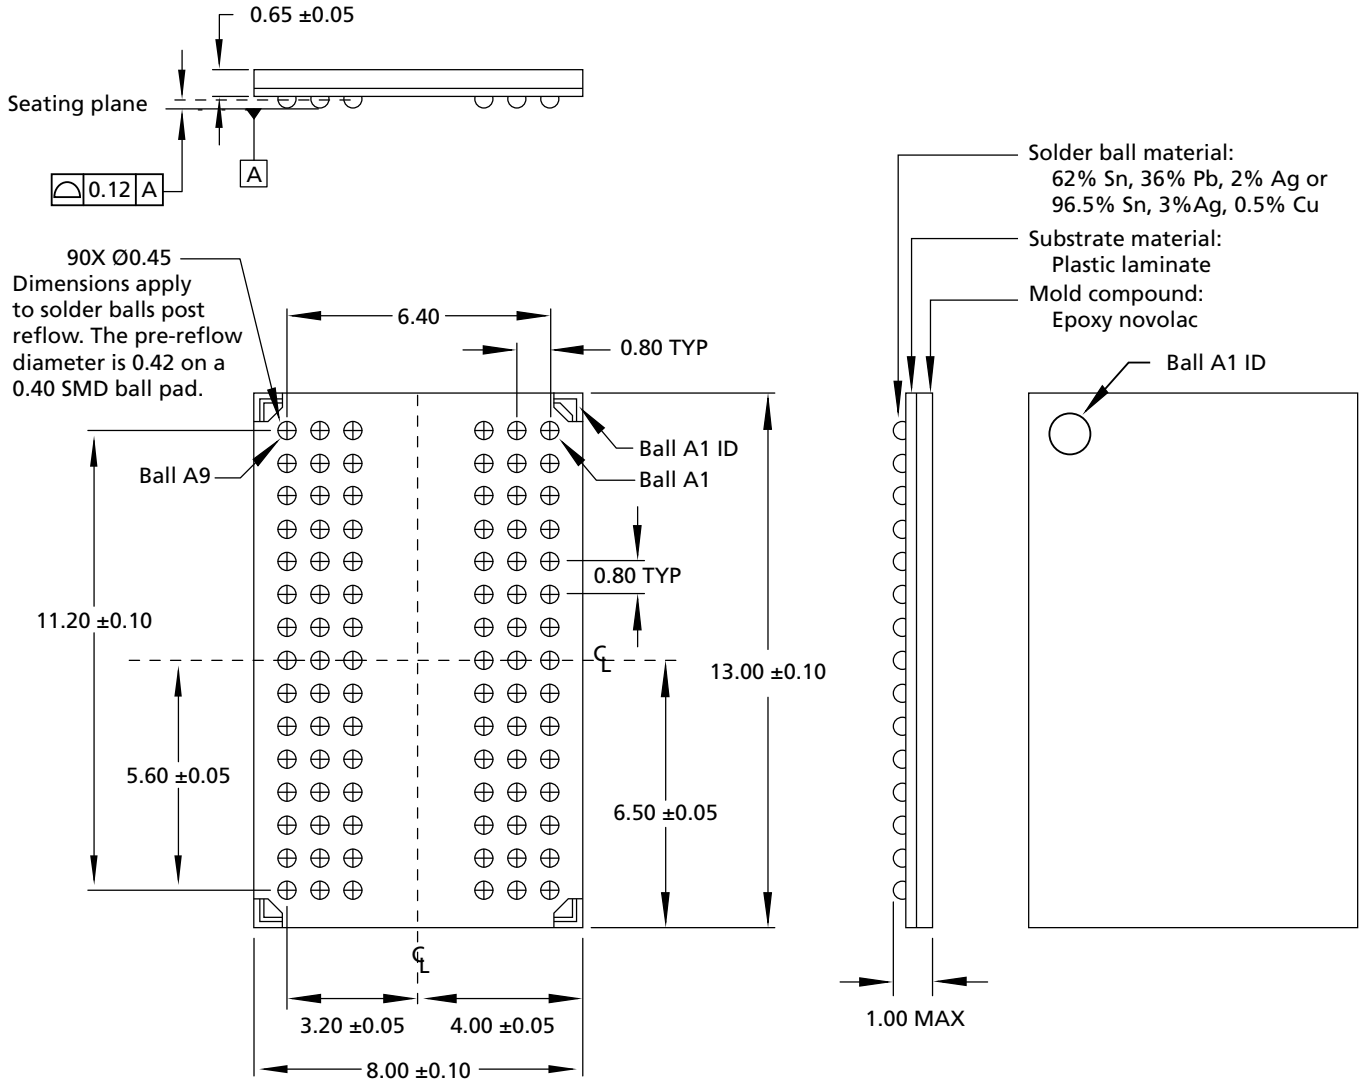 0.65 ±0.05
Seating plane
A
0.12 A
Solder ball material:
62% Sn, 36% Pb, 2% Ag or
96.5% Sn, 3%Ag, 0.5% Cu
Substrate material:
Plastic laminate
Mold compound:
Epoxy novolac
90X Ø0.45
Dimensions apply
to solder balls post
reflow. The pre-reflow
diameter is 0.42 on a
0.40 SMD ball pad.
6.40
0.80 TYP
Ball A1 ID
Ball A1 ID
Ball A9
Ball A1
0.80 TYP
11.20 ±0.10
CL
13.00 ±0.10
5.60 ±0.05
6.50 ±0.05
CL
3.20 ±0.05
4.00 ±0.05
1.00 MAX
8.00 ±0.10